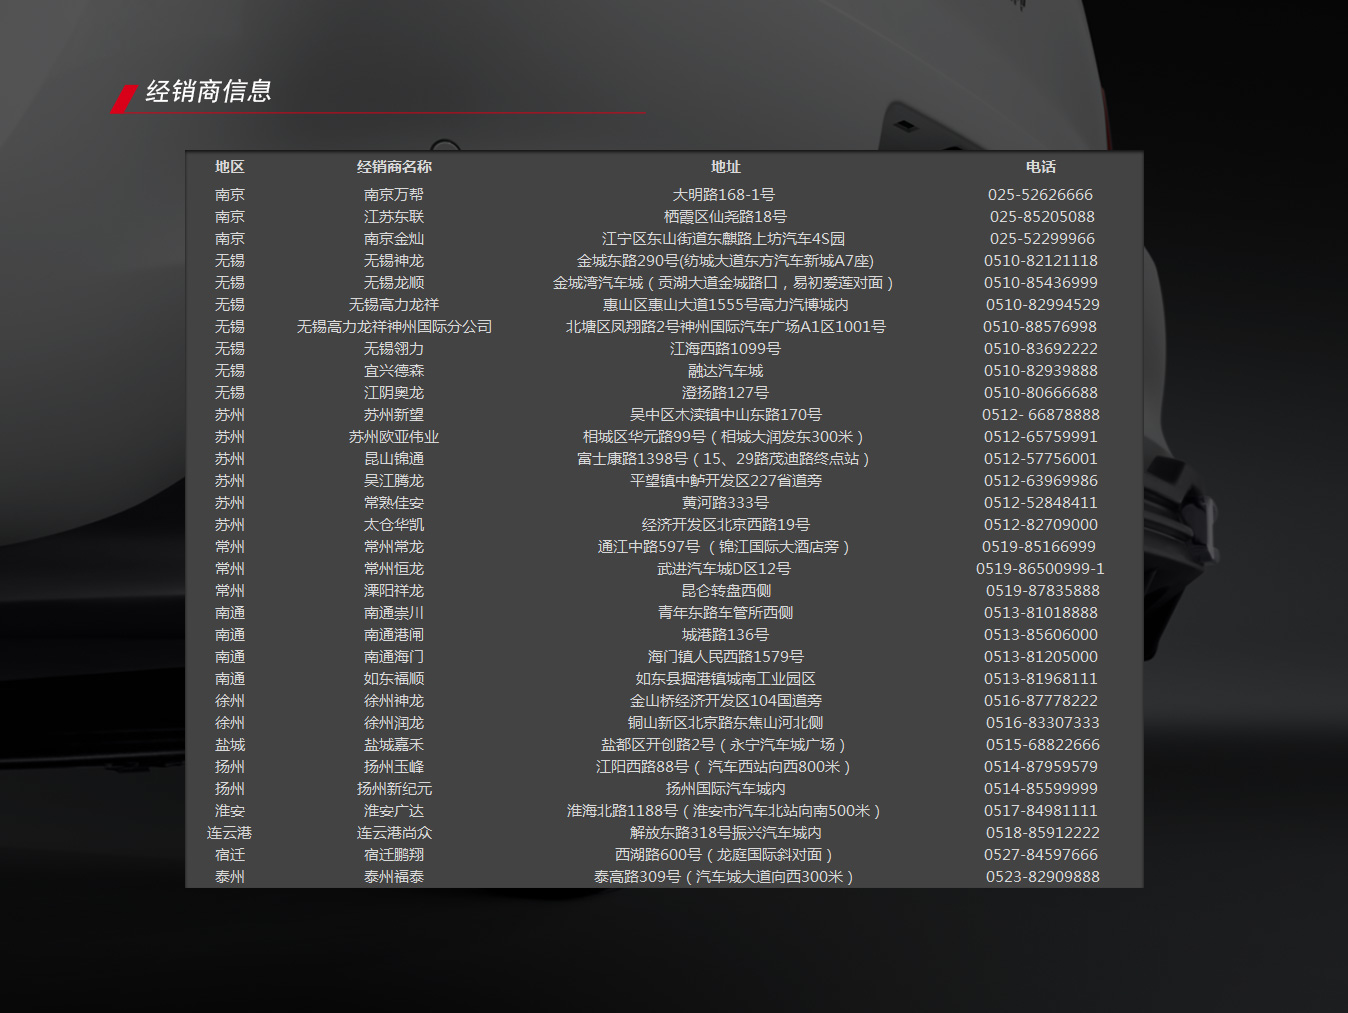 经销商信息
地区 经销商名称 地址 电话
南京 南京万帮 大明路168-1号 025-52626666
南京 江苏东联 栖霞区仙尧路18号 025-85205088
南京 南京金灿 江宁区东山街道东麒路上坊汽车4S园 025-52299966
无锡 无锡神龙 金城东路290号(纺城大道东方汽车新城A7座) 0510-82121118
无锡 无锡龙顺 金城湾汽车城（贡湖大道金城路口，易初爱莲对面） 0510-85436999
无锡 无锡高力龙祥 惠山区惠山大道1555号高力汽博城内 0510-82994529
无锡 无锡高力龙祥神州国际分公司 北塘区凤翔路2号神州国际汽车广场A1区1001号 0510-88576998
无锡 无锡翎力 江海西路1099号 0510-83692222
无锡 宜兴德森 融达汽车城 0510-82939888
无锡 江阴奥龙 澄扬路127号 0510-80666688
苏州 苏州新望 吴中区木渎镇中山东路170号 0512- 66878888
苏州 苏州欧亚伟业 相城区华元路99号（相城大润发东300米） 0512-65759991
苏州 昆山锦通 富士康路1398号（15、29路茂迪路终点站） 0512-57756001
苏州 吴江腾龙 平望镇中鲈开发区227省道旁 0512-63969986
苏州 常熟佳安 黄河路333号 0512-52848411
苏州 太仓华凯 经济开发区北京西路19号 0512-82709000
常州 常州常龙 通江中路597号 （锦江国际大酒店旁） 0519-85166999
常州 常州恒龙 武进汽车城D区12号 0519-86500999-1
常州 溧阳祥龙 昆仑转盘西侧 0519-87835888
南通 南通崇川 青年东路车管所西侧 0513-81018888
南通 南通港闸 城港路136号 0513-85606000
南通 南通海门 海门镇人民西路1579号 0513-81205000
南通 如东福顺 如东县掘港镇城南工业园区 0513-81968111
徐州 徐州神龙 金山桥经济开发区104国道旁 0516-87778222
徐州 徐州润龙 铜山新区北京路东焦山河北侧 0516-83307333
盐城 盐城嘉禾 盐都区开创路2号（永宁汽车城广场） 0515-68822666
扬州 扬州玉峰 江阳西路88号（ 汽车西站向西800米） 0514-87959579
扬州 扬州新纪元 扬州国际汽车城内 0514-85599999
淮安 淮安广达 淮海北路1188号（淮安市汽车北站向南500米） 0517-84981111
连云港 连云港尚众 解放东路318号振兴汽车城内 0518-85912222
宿迁 宿迁鹏翔 西湖路600号（龙庭国际斜对面） 0527-84597666
泰州 泰州福泰 泰高路309号（汽车城大道向西300米） 0523-82909888